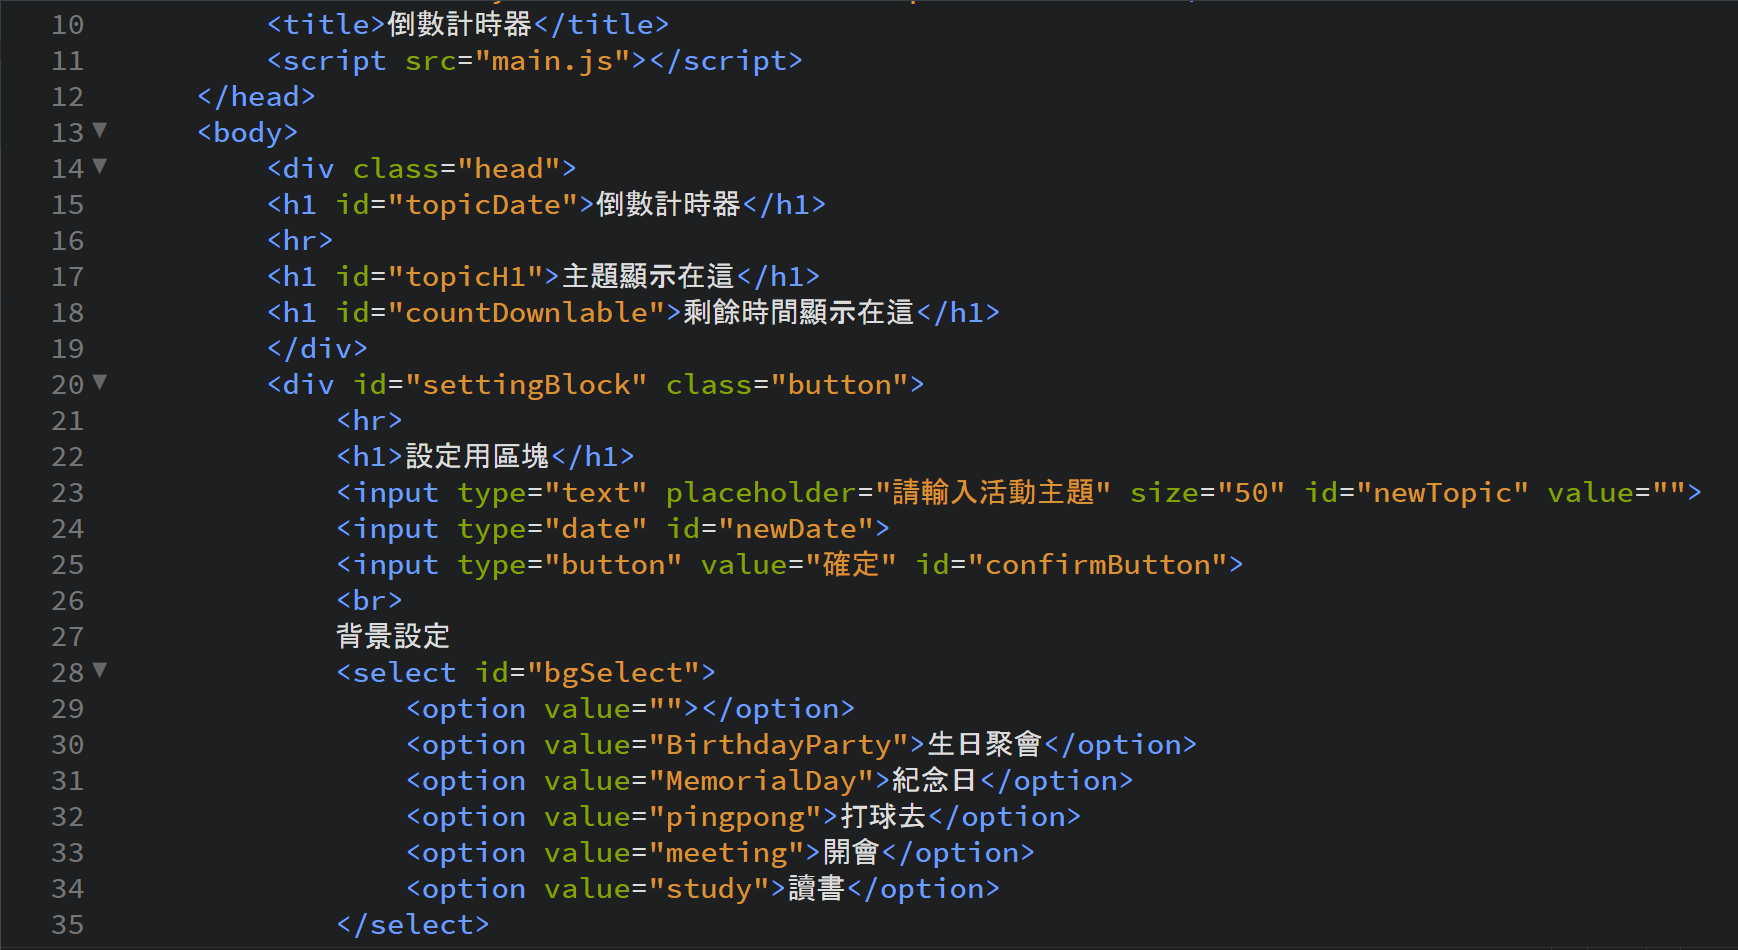 10 <title>倒數計時器</title>
11 <script src="main.js"></script>
12 </head>
13 <body>
14 <div class="head">
15 <h1 id="topicDate">倒數計時器</h1>
16 <hr>
17 <h1 id="topicH1">主題顯示在這</h1>
18 <h1 id="countDownlable">剩餘時間顯示在這</h1>
19 </div>
20 <div id="settingBlock" class="button">
21 <hr>
22 <h1>設定用區塊</h1>
23 <input type="text" placeholder="請輸入活動主題" size="50" id="newTopic" value="">
24 <input type="date" id="newDate">
25 <input type="button" value="確定" id="confirmButton">
26 <br>
27 背景設定
28 <select id="bgSelect">
29 <option value=""></option>
30 <option value="BirthdayParty">生日聚會</option>
31 <option value="MemorialDay">紀念日</option>
32 <option value="pingpong">打球去</option>
33 <option value="meeting">開會</option>
34 <option value="study">讀書</option>
35 </select>